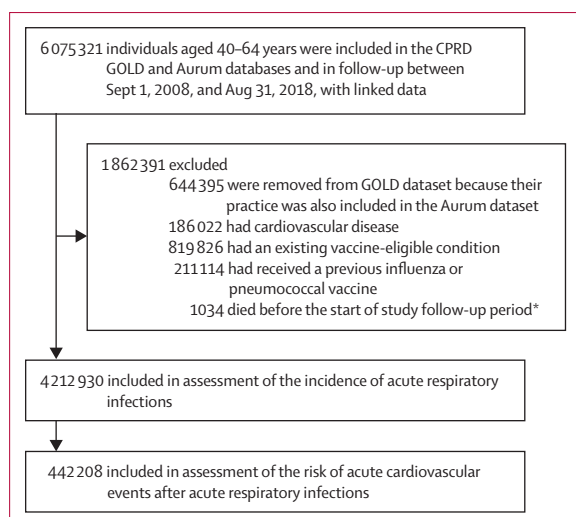 6 075 321 individuals aged 40–64 years were included in the CPRD
GOLD and Aurum databases and in follow-up between
Sept 1, 2008, and Aug 31, 2018, with linked data
1 862 391 excluded
644 395 were removed from GOLD dataset because their
practice was also included in the Aurum dataset
186 022 had cardiovascular disease
819 826 had an existing vaccine-eligible condition
211 114 had received a previous influenza or
pneumococcal vaccine
1034 died before the start of study follow-up period*
4 212 930 included in assessment of the incidence of acute respiratory
infections
442 208 included in assessment of the risk of acute cardiovascular
events after acute respiratory infections